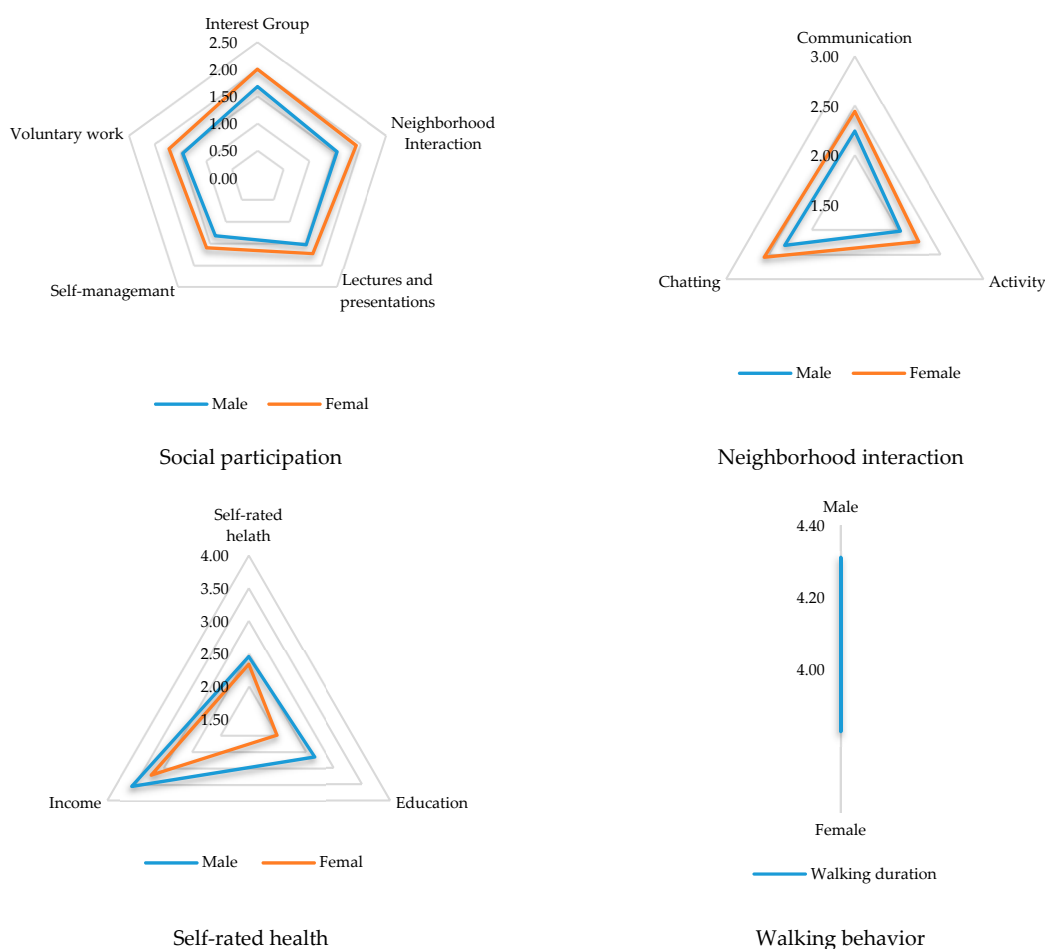 Interest Group
2.50
2.00
1.50
1.00
0.50
0.00
Voluntary work
Neighborhood
Interaction
Self-managemant
Lectures and
presentations
Male
Femal
Social participation
Communication
3.00
2.50
2.00
1.50
Chatting
Activity
Male
Female
Neighborhood interaction
Self-rated
helath
4.00
3.50
3.00
2.50
2.00
1.50
Income
Education
Male
Femal
Self-rated health
Male
4.40
4.20
4.00
Female
Walking duration
Walking behavior